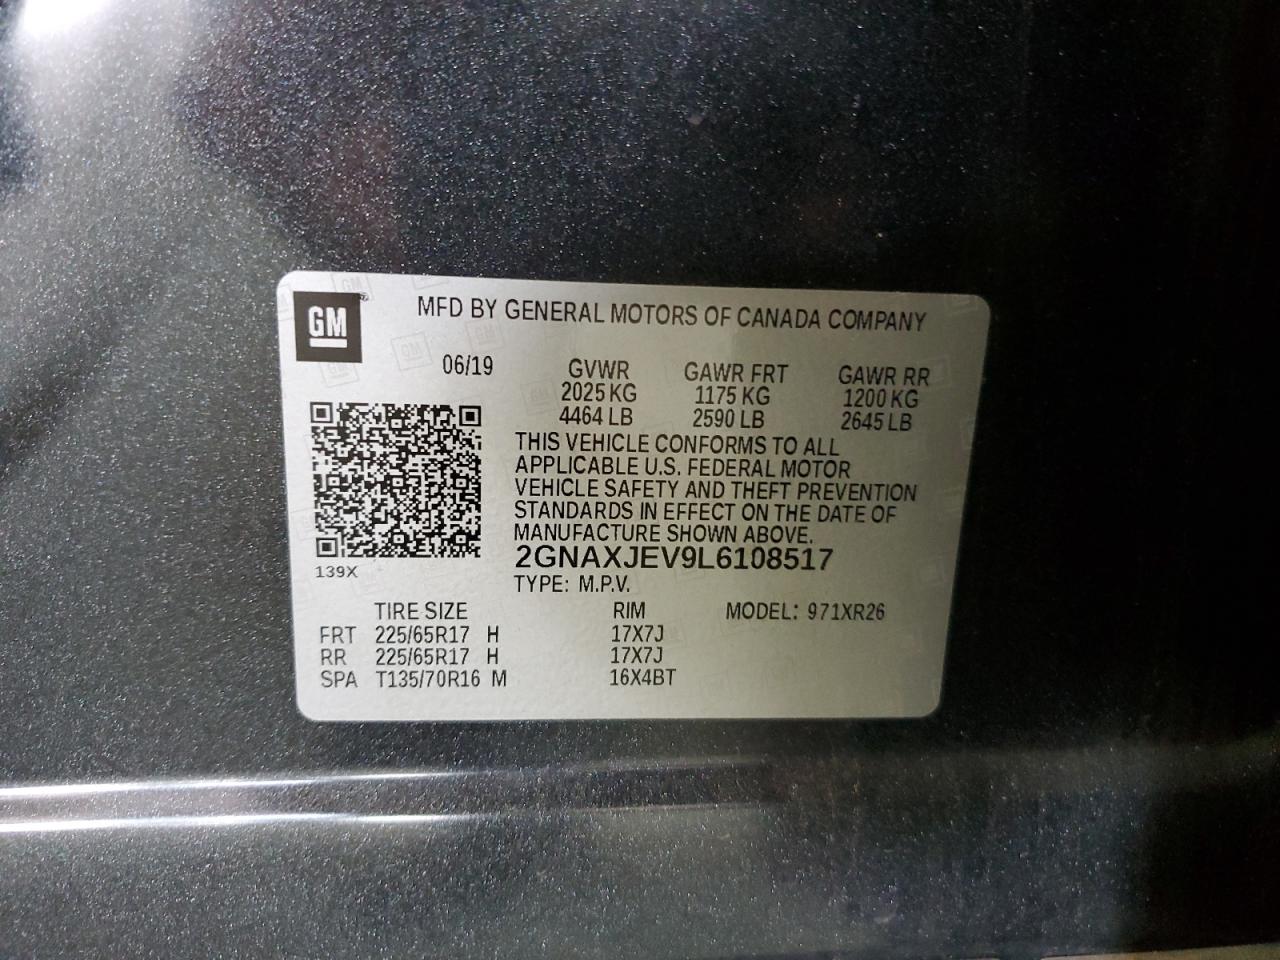 GM
MFD BY GENERAL MOTORS OF CANADA COMPANY
06/19 GVWR GAWR FRT GAWR RR
2025 KG 1175 KG 1200 KG
4464 LB 2590 LB 2645 LB
THIS VEHICLE CONFORMS TO ALL
APPLICABLE U.S. FEDERAL MOTOR
VEHICLE SAFETY AND THEFT PREVENTION
STANDARDS IN EFFECT ON THE DATE OF
MANUFACTURE SHOWN ABOVE.
2GNAXJEV9L6108517
139X
TYPE: M.P.V.
TIRE SIZE RIM MODEL: 971XR26
FRT 225/65R17 H 17X7J
RR 225/65R17 H 17X7J
SPA T135/70R16 M 16X4BT